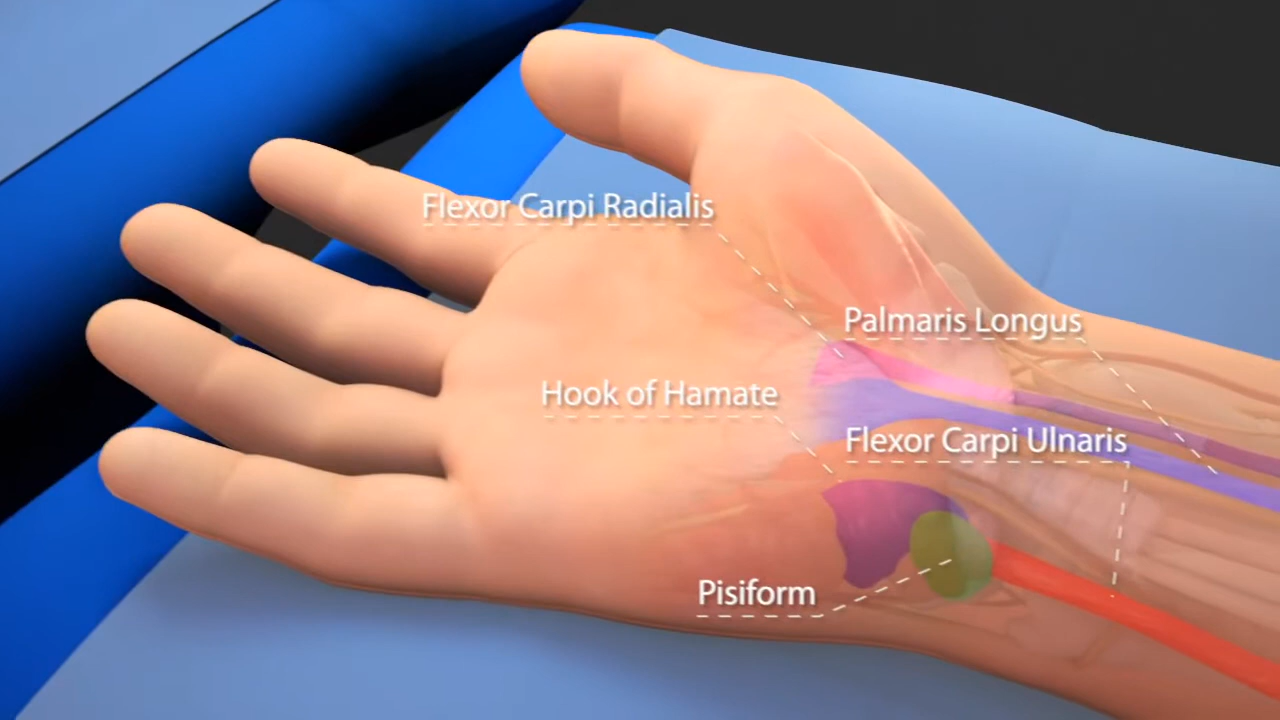 Flexor Carpi Radialis
Palmaris Longus
Hook of Hamate
Flexor Carpi Ulnaris
Pisiform